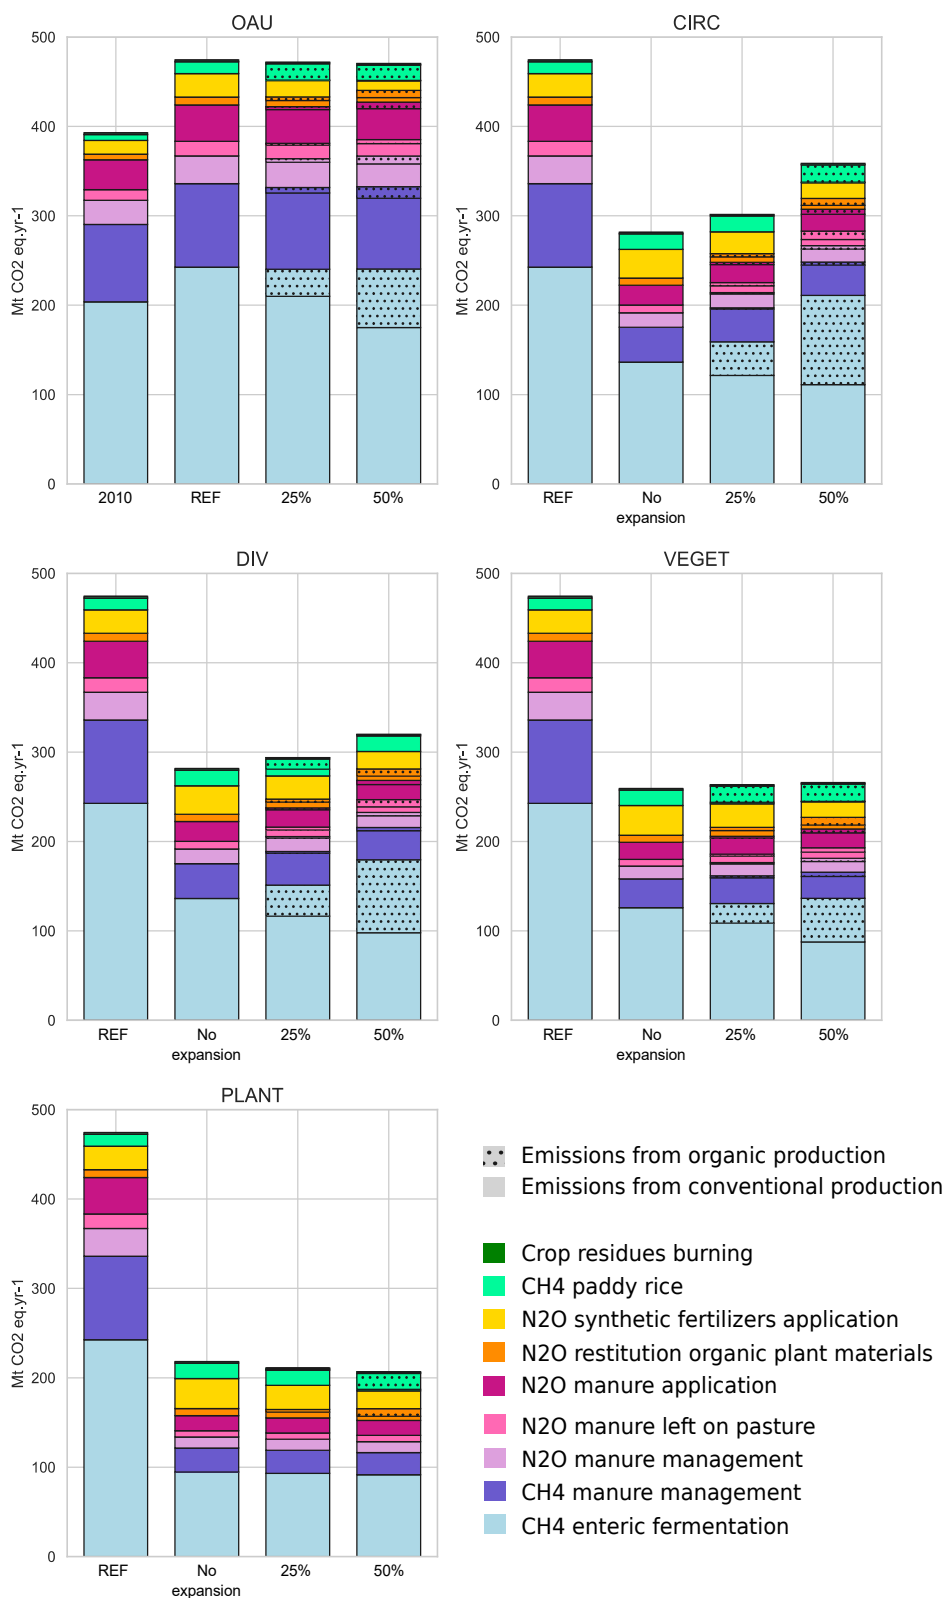 OAU
500
400
300
200
100
0
Mt CO2 eq.yr-1
2010
REF
25%
50%
CIRC
500
400
300
200
100
0
Mt CO2 eq.yr-1
REF
No
expansion
25%
50%
DIV
500
400
300
200
100
0
Mt CO2 eq.yr-1
REF
No
expansion
25%
50%
VEGET
500
400
300
200
100
0
Mt CO2 eq.yr-1
REF
No
expansion
25%
50%
PLANT
500
400
300
200
100
0
Mt CO2 eq.yr-1
REF
No
expansion
25%
50%
Emissions from organic production
Emissions from conventional production
Crop residues burning
CH4 paddy rice
N2O synthetic fertilizers application
N2O restitution organic plant materials
N2O manure application
N2O manure left on pasture
N2O manure management
CH4 manure management
CH4 enteric fermentation